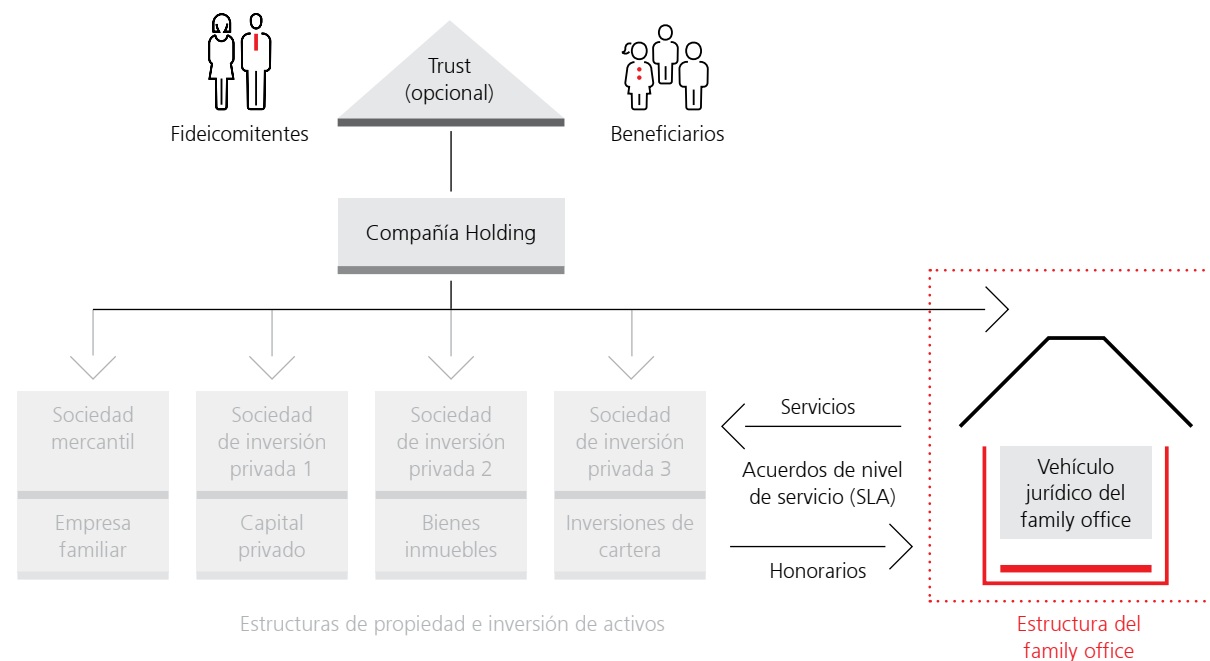 Trust
(opcional)
Fideicomitentes
Beneficiarios
Compañía Holding
Sociedad
mercantil
Empresa
familiar
Sociedad
de inversión
privada 1
Capital
privado
Sociedad
de inversión
privada 2
Bienes
inmuebles
Sociedad
de inversión
privada 3
Inversiones de
cartera
Servicios
Acuerdos de nivel
de servicio (SLA)
Honorarios
Vehículo
jurídico del
family office
Estructuras de propiedad e inversión de activos
Estructura del
family office